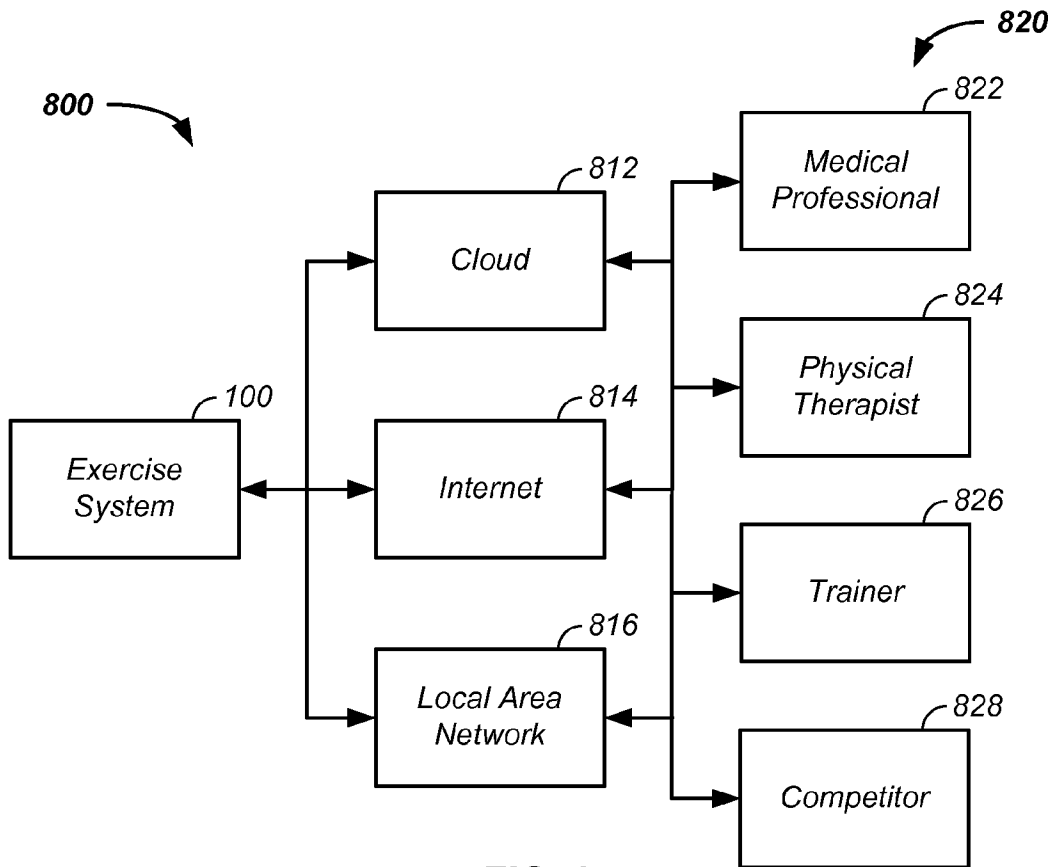 820
800
822
Medical
Professional
812
Cloud
824
Physical
Therapist
100
Exercise
System
814
Internet
826
Trainer
816
Local Area
Network
828
Competitor